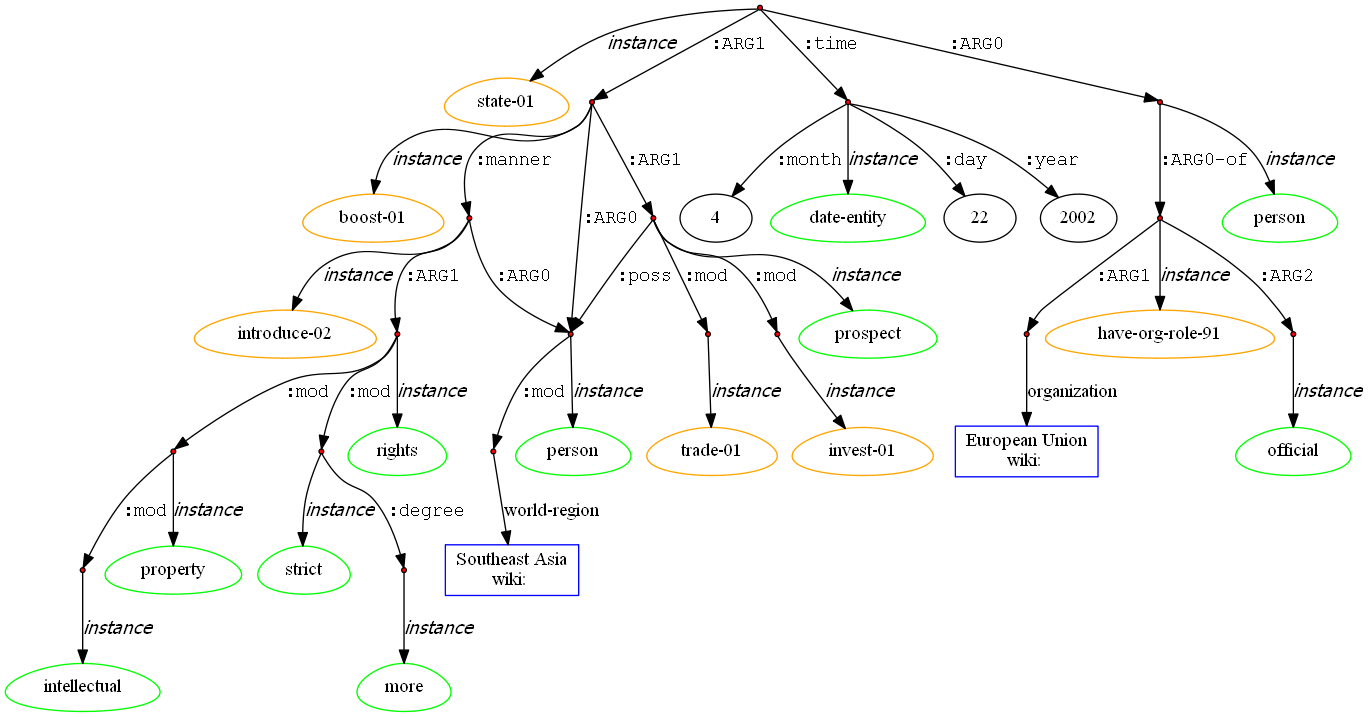 instance :ARG1 :time :ARG0
state-01
instance :manner :ARG0 :ARG1 :month instance :day :year :ARG0-of instance
boost-01 4 date-entity 22 2002 person
instance :ARG1 :ARG0 :poss :mod :mod instance :ARG1 instance :ARG2
introduce-02 prospect have-org-role-91
:mod :mod instance :mod instance instance instance organization instance
rights person trade-01 invest-01 European Union official
wiki:
:mod instance instance :degree world-region
property strict Southeast Asia
wiki:
instance instance
intellectual more